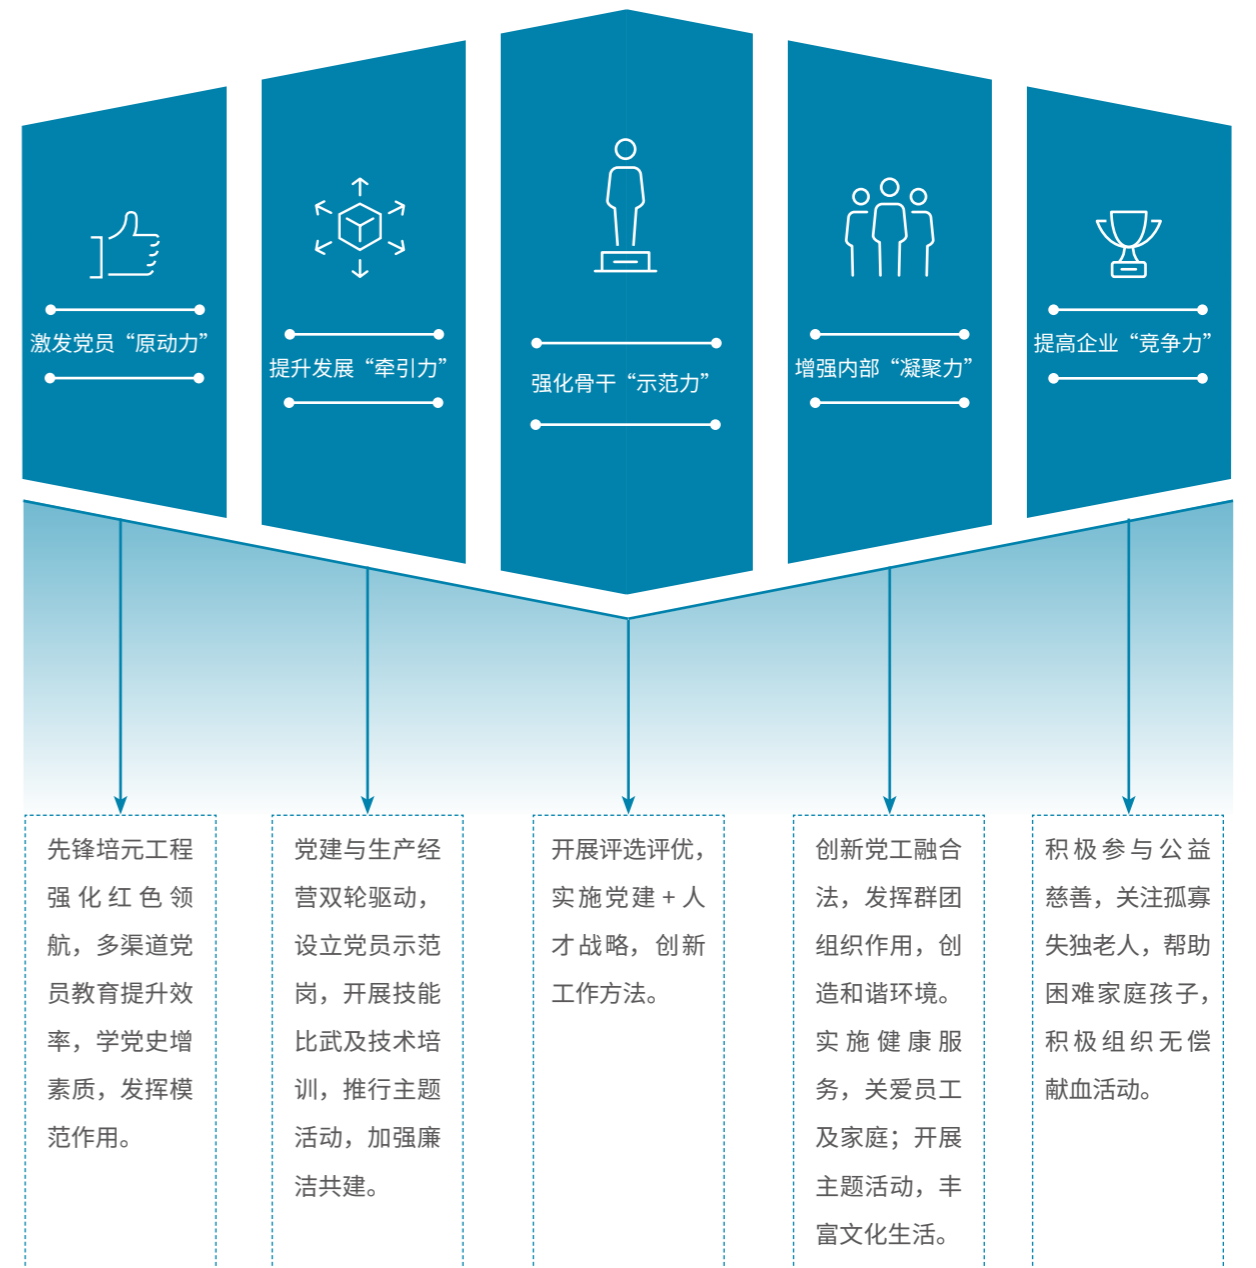 激发党员“原动力”
提升发展“牵引力”
强化骨干“示范力”
增强内部“凝聚力”
提高企业“竞争力”
先锋培元工程
强化红色领
航，多渠道党
员教育提升效
率，学党史增
素质，发挥模
范作用。
党建与生产经
营双轮驱动，
设立党员示范
岗，开展技能
比武及技术培
训，推行主题
活动，加强廉
洁共建。
开展评选评优，
实施党建+人
才战略，创新
工作方法。
创新党工融合
法，发挥群团
组织作用，创
造和谐环境。
实施健康服
务，关爱员工
及家庭；开展
主题活动，丰
富文化生活。
积极参与公益
慈善，关注孤寡
失独老人，帮助
困难家庭孩子，
积极组织无偿
献血活动。